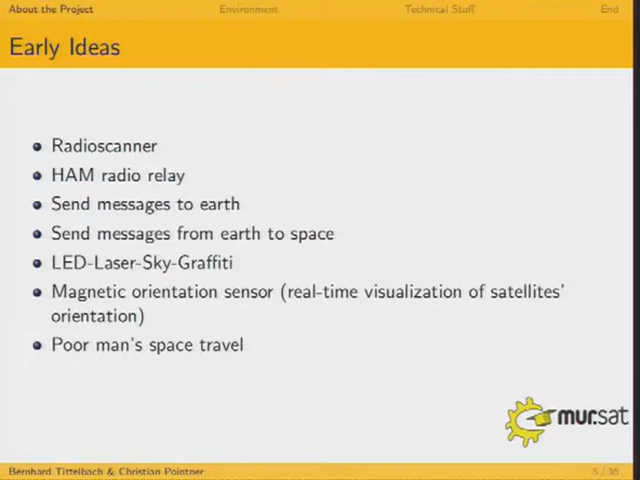 About the Project Environment Technical Stuff End
Early Ideas
Radioscanner
HAM radio relay
Send messages to earth
Send messages from earth to space
LED-Laser-Sky-Graffiti
Magnetic orientation sensor (real-time visualization of satellites'
orientation)
Poor man's space travel
mur.sat
Bernhard Tittelbach & Christian Pointner 5 / 36